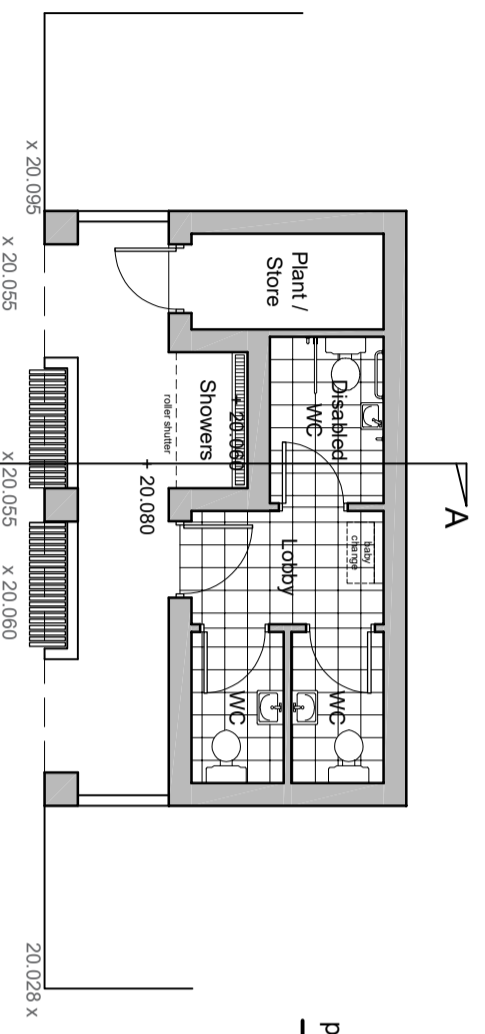 A
Plant /
Store
Disabled
WC
Showers
+ 20.060
roller shutter
+ 20.080
baby
change
Lobby
WC
WC
x 20.095
x 20.055
x 20.055
x 20.060
20.028 x